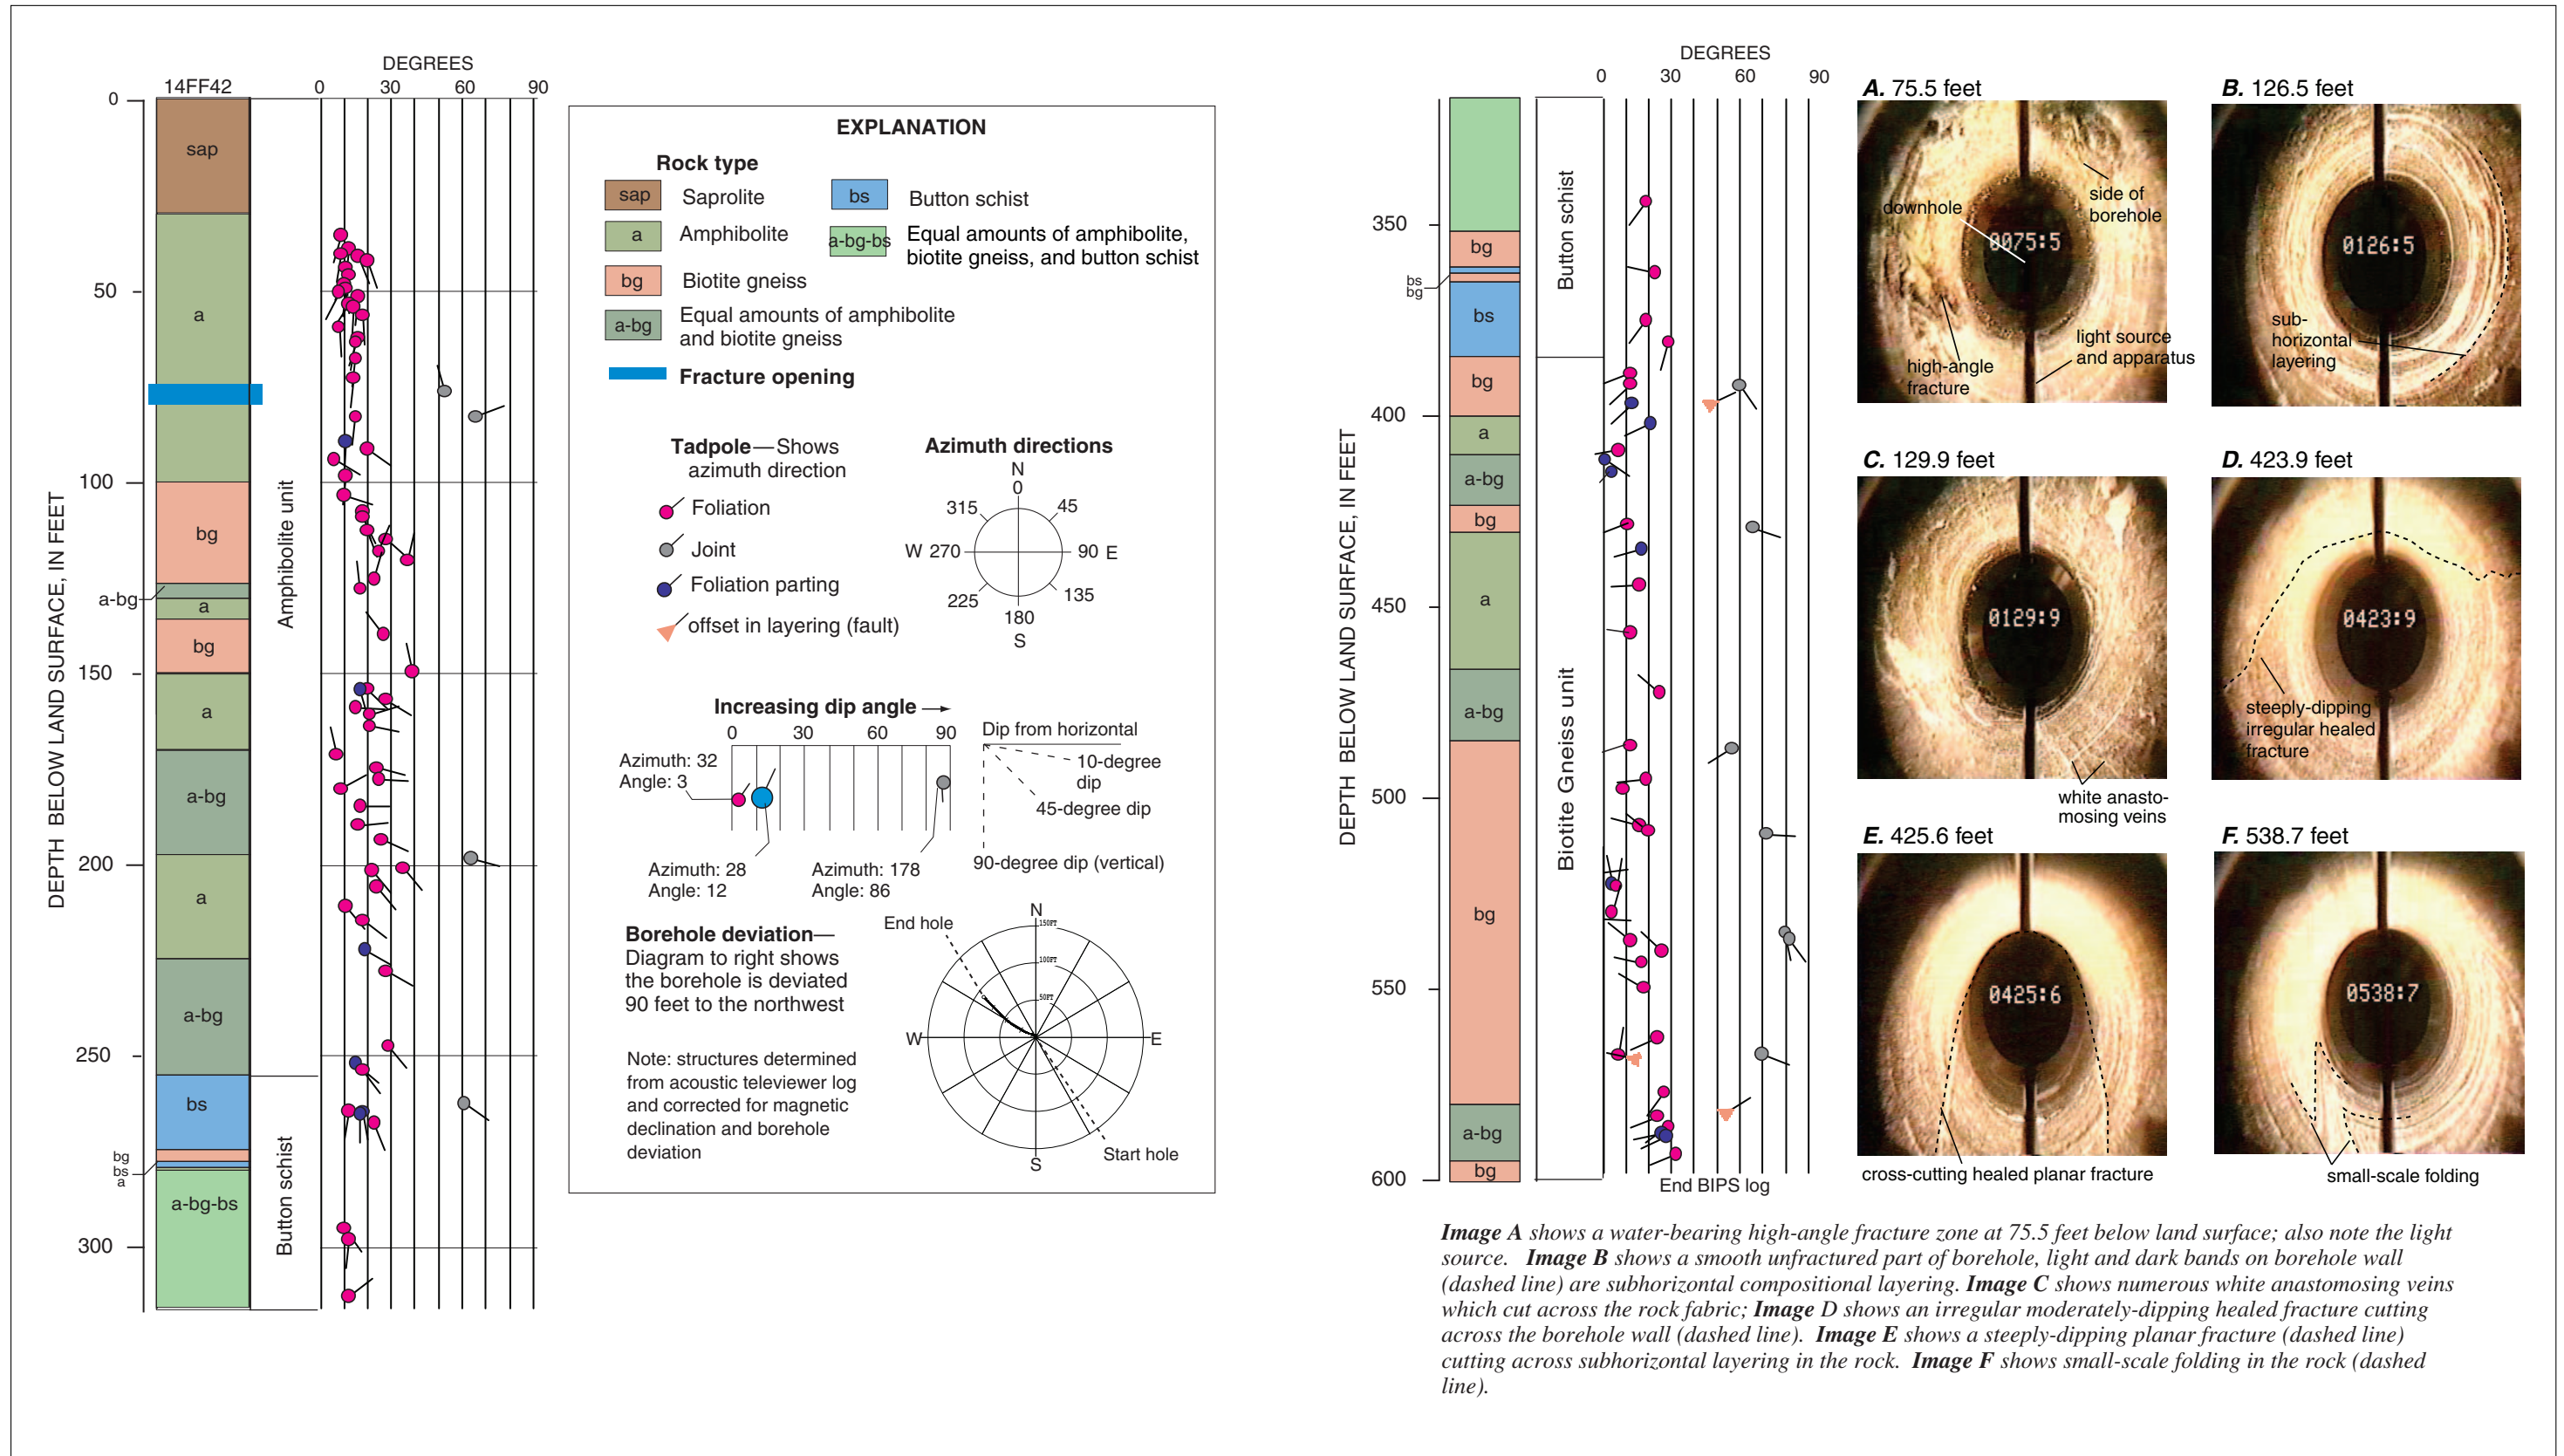 DEGREES
14FF42
0 30 60 90
0
50
100
150
200
250
300
DEPTH BELOW LAND SURFACE, IN FEET
sap
a
bg
a-bg
a
bg
a
a-bg
a
a-bg
bs
bg
bs
a
a-bg-bs
Amphibolite unit
Button schist
EXPLANATION
Rock type
sap Saprolite
a Amphibolite
bg Biotite gneiss
a-bg Equal amounts of amphibolite
and biotite gneiss
bs Button schist
a-bg-bs Equal amounts of amphibolite,
biotite gneiss, and button schist
Fracture opening
Tadpole—Shows
azimuth direction
Foliation
Joint
Foliation parting
offset in layering (fault)
Azimuth directions
N
0
315 45
W 270 90 E
225 135
180
S
Increasing dip angle
0 30 60 90
Azimuth: 32
Angle: 3
Azimuth: 28
Angle: 12
Azimuth: 178
Angle: 86
Dip from horizontal
10-degree
dip
45-degree dip
90-degree dip (vertical)
Borehole deviation—
Diagram to right shows
the borehole is deviated
90 feet to the northwest
Note: structures determined
from acoustic televiewer log
and corrected for magnetic
declination and borehole
deviation
End hole
N
150FT
100FT
50FT
W E
S
Start hole
DEGREES
0 30 60 90
350
400
450
500
550
600
DEPTH BELOW LAND SURFACE, IN FEET
bg
bs
bg
bs
bg
a
a-bg
bg
a
a-bg
bg
a-bg
bg
Button schist
Biotite Gneiss unit
End BIPS log
A. 75.5 feet
downhole
side of
borehole
0075:5
high-angle
fracture
light source
and apparatus
B. 126.5 feet
0126:5
sub-
horizontal
layering
C. 129.9 feet
0129:9
white anasto-
mosing veins
D. 423.9 feet
0423:9
steeply-dipping
irregular healed
fracture
E. 425.6 feet
0425:6
cross-cutting healed planar fracture
F. 538.7 feet
0538:7
small-scale folding
Image A shows a water-bearing high-angle fracture zone at 75.5 feet below land surface; also note the light
source. Image B shows a smooth unfractured part of borehole, light and dark bands on borehole wall
(dashed line) are subhorizontal compositional layering. Image C shows numerous white anastomosing veins
which cut across the rock fabric; Image D shows an irregular moderately-dipping healed fracture cutting
across the borehole wall (dashed line). Image E shows a steeply-dipping planar fracture (dashed line)
cutting across subhorizontal layering in the rock. Image F shows small-scale folding in the rock (dashed
line).